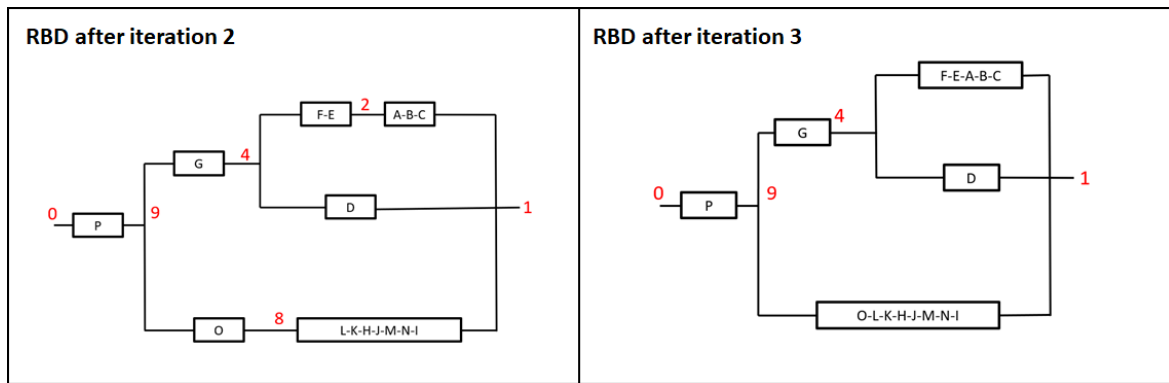 RBD after iteration 2
F-E
2
A-B-C
G
4
D
0
P
9
1
O
8
L-K-H-J-M-N-I
RBD after iteration 3
F-E-A-B-C
4
G
D
0
P
9
1
O-L-K-H-J-M-N-I